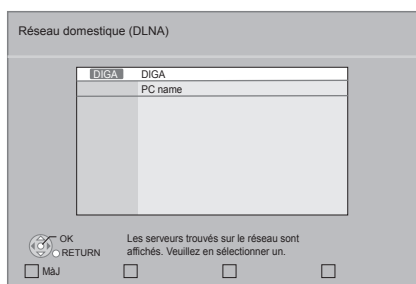 Réseau domestique (DLNA)
DIGA DIGA
PC name
OK
RETURN
Les serveurs trouvés sur le réseau sont
affichés. Veuillez en sélectionner un.
MàJ